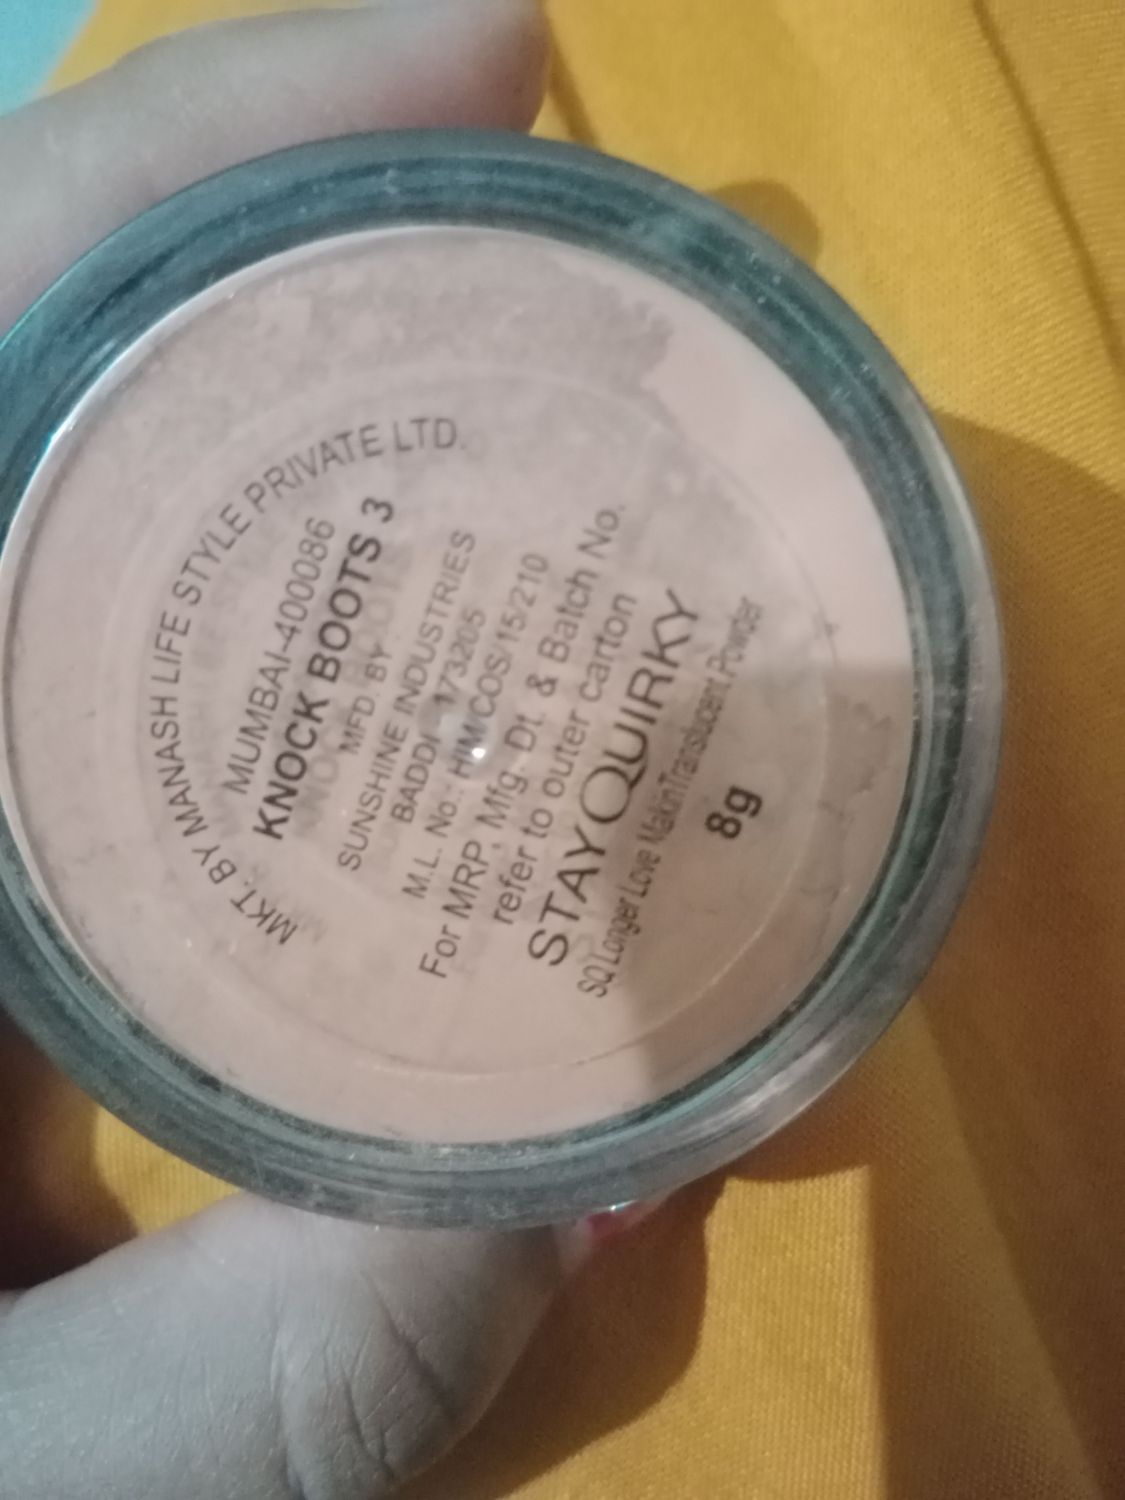 MKT. BY MANASH LIFE STYLE PRIVATE LTD.
MUMBAI-400086
KNOCK BOOTS 3
MFD. BY
SUNSHINE INDUSTRIES
BADDI 173205
M.L. No.: HIM/COS/15/210
For MRP, Mfg. Dt. & Batch No.
refer to outer carton
STAY QUIRKY
SQ Longer Love Makin Translucent Powder
8g